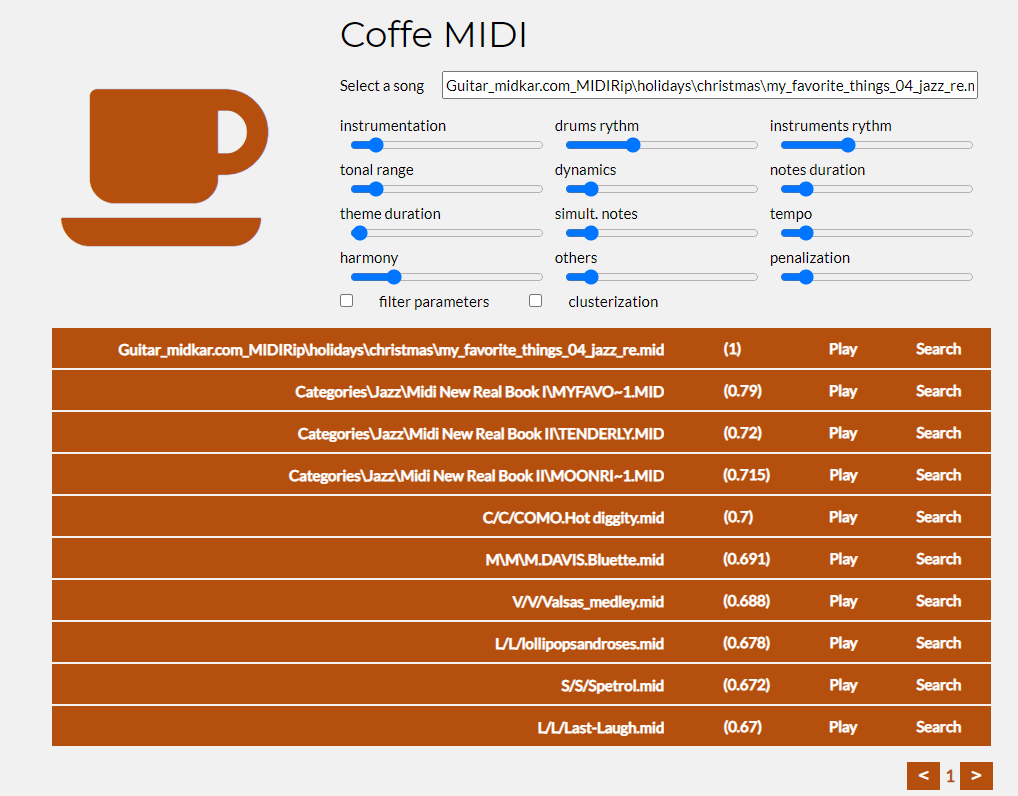 Coffe MIDI
Select a song Guitar_midkar.com_MIDIRip\holidays\christmas\my_favorite_things_04_jazz_re.n
instrumentation drums rythm instruments rythm
tonal range dynamics notes duration
theme duration simult. notes tempo
harmony others penalization
filter parameters clusterization
Guitar_midkar.com_MIDIRip\holidays\christmas\my_favorite_things_04_jazz_re.mid (1) Play Search
Categories\Jazz\Midi New Real Book I\MYFAVO~1.MID (0.79) Play Search
Categories\Jazz\Midi New Real Book II\TENDERLY.MID (0.72) Play Search
Categories\Jazz\Midi New Real Book II\MOONRI~1.MID (0.715) Play Search
C/C/COMO.Hot diggity.mid (0.7) Play Search
M\M\M.DAVIS.Bluette.mid (0.691) Play Search
V/V/Valsas_medley.mid (0.688) Play Search
L/L/lollipopsandroses.mid (0.678) Play Search
S/S/Spetrol.mid (0.672) Play Search
L/L/Last-Laugh.mid (0.67) Play Search
< 1 >